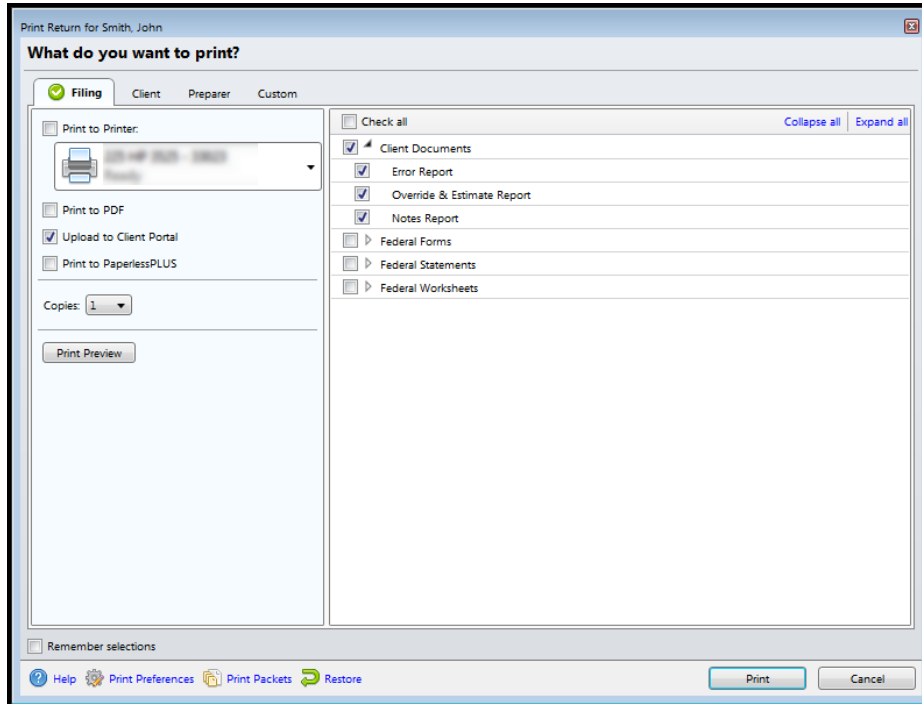 Print Return for Smith, John
What do you want to print?
Filing Client Preparer Custom
Print to Printer:
Print to PDF
Upload to Client Portal
Print to PaperlessPLUS
Copies: 1
Print Preview
Check all Collapse all Expand all
Client Documents
Error Report
Override & Estimate Report
Notes Report
Federal Forms
Federal Statements
Federal Worksheets
Remember selections
Help Print Preferences Print Packets Restore Print Cancel